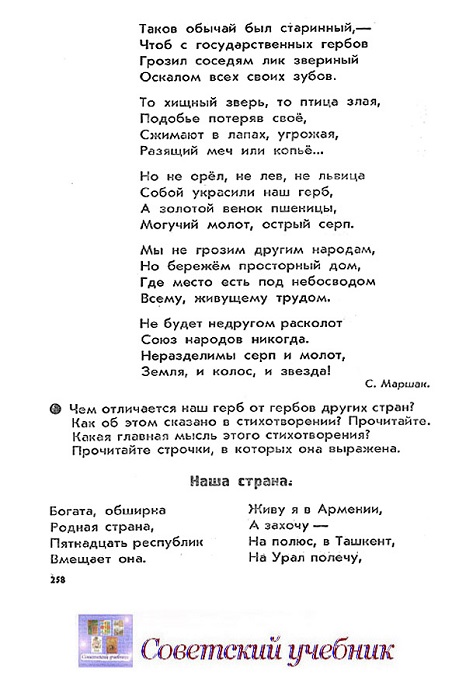 Таков обычай был старинный,—
Чтоб с государственных гербов
Грозил соседям лик звериный
Оскалом всех своих зубов.
То хищный зверь, то птица злая,
Подобье потеряв своё,
Сжимают в лапах, угрожая,
Разящий меч или копьё...
Но не орёл, не лев, не львица
Собой украсили наш герб,
А золотой венок пшеницы,
Могучий молот, острый серп.
Мы не грозим другим народам,
Но бережём просторный дом,
Где место есть под небосводом
Всему, живущему трудом.
Не будет недругом расколот
Союз народов никогда.
Неразделимы серп и молот,
Земля, и колос, и звезда!
С. Маршак.
Чем отличается наш герб от гербов других стран?
Как об этом сказано в стихотворении? Прочитайте.
Какая главная мысль этого стихотворения?
Прочитайте строчки, в которых она выражена.
Наша страна.
Богата, обширна
Родная страна,
Пятнадцать республик
Вмещает она.
Живу я в Армении,
А захочу —
На полюс, в Ташкент,
На Урал полечу,
258
Советский учебник